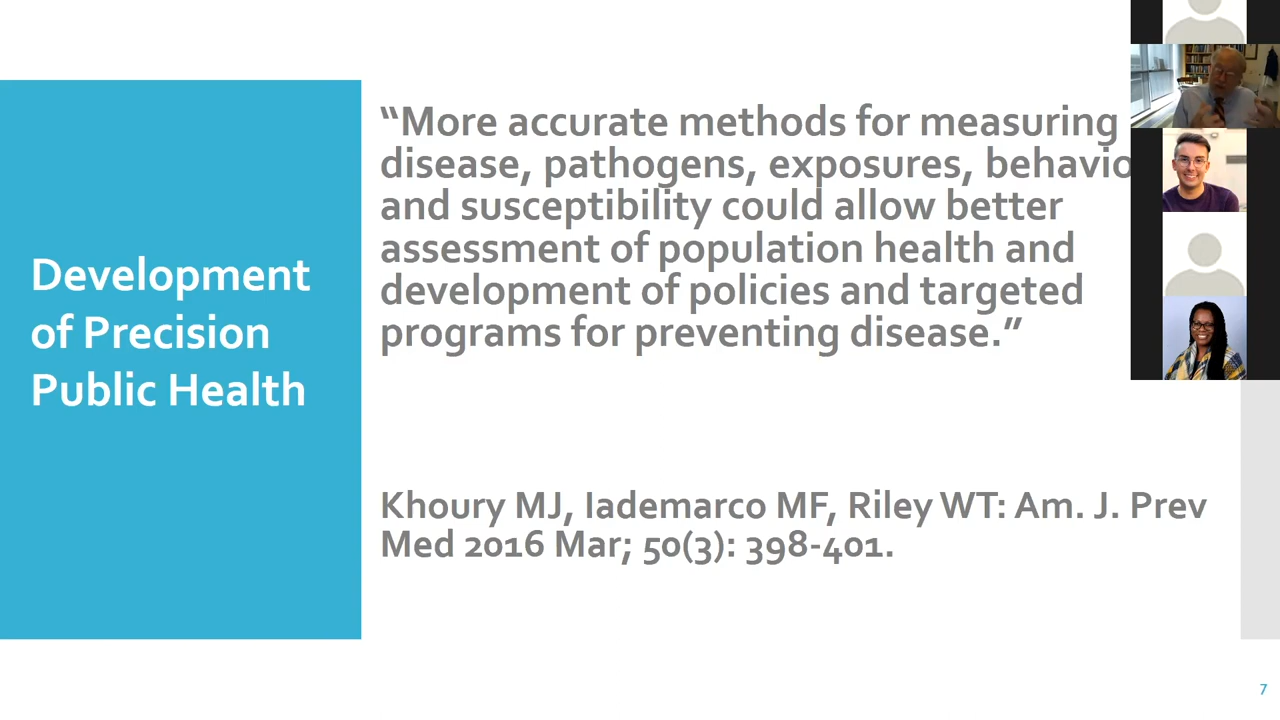 Development
of Precision
Public Health
“More accurate methods for measuring
disease, pathogens, exposures,
and susceptibility could allow better
assessment of population health and
development of policies and targeted
programs for preventing disease.”
Khoury MJ, Iademarco MF, Riley WT: Am. J. Prev
Med 2016 Mar; 50(3): 398-401.
7